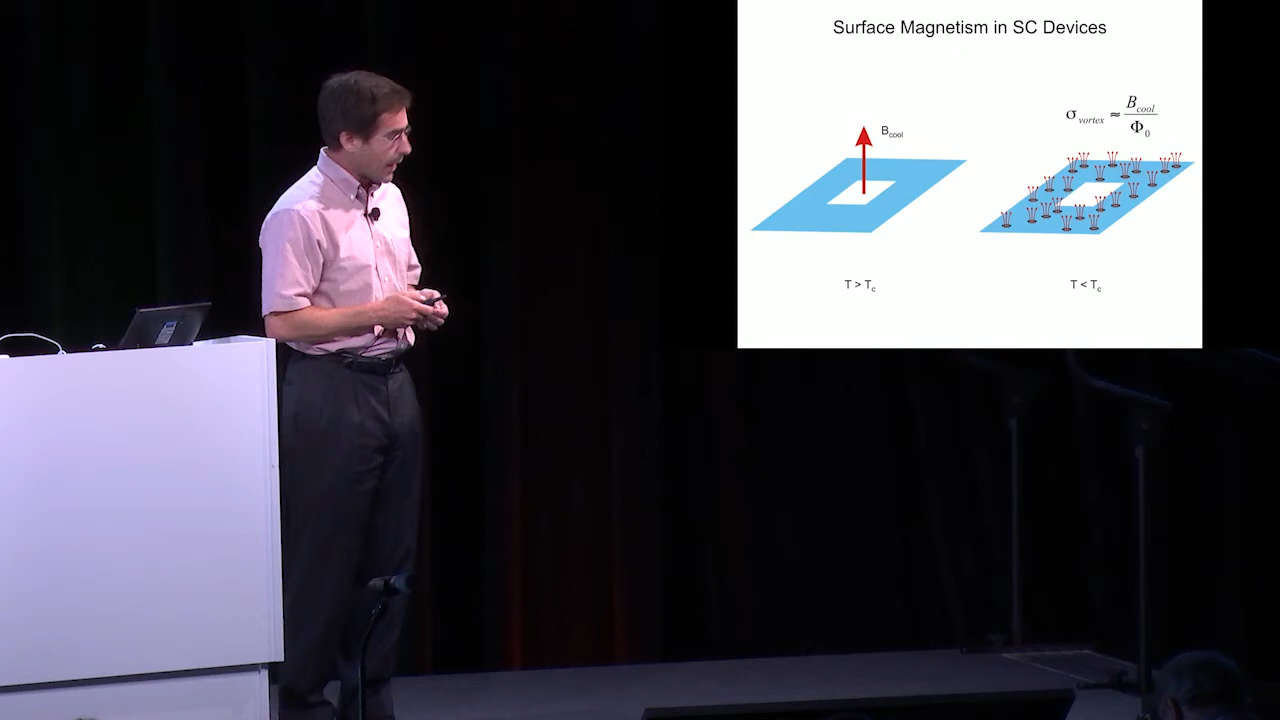 Surface Magnetism in SC Devices
B_cool
σ_vortex ≈ B_cool / Φ_0
T > T_c
T < T_c